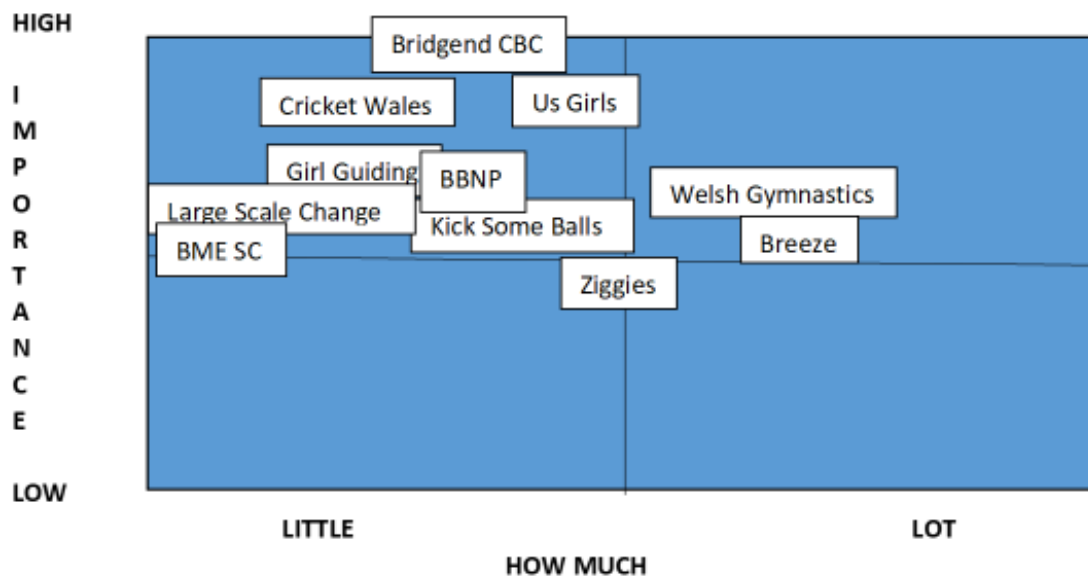 HIGH
IMPORTANCE
Bridgend CBC
Cricket Wales
Us Girls
Girl Guiding
BBNP
Welsh Gymnastics
Large Scale Change
Kick Some Balls
BME SC
Breeze
Ziggies
LOW
LITTLE
LOT
HOW MUCH